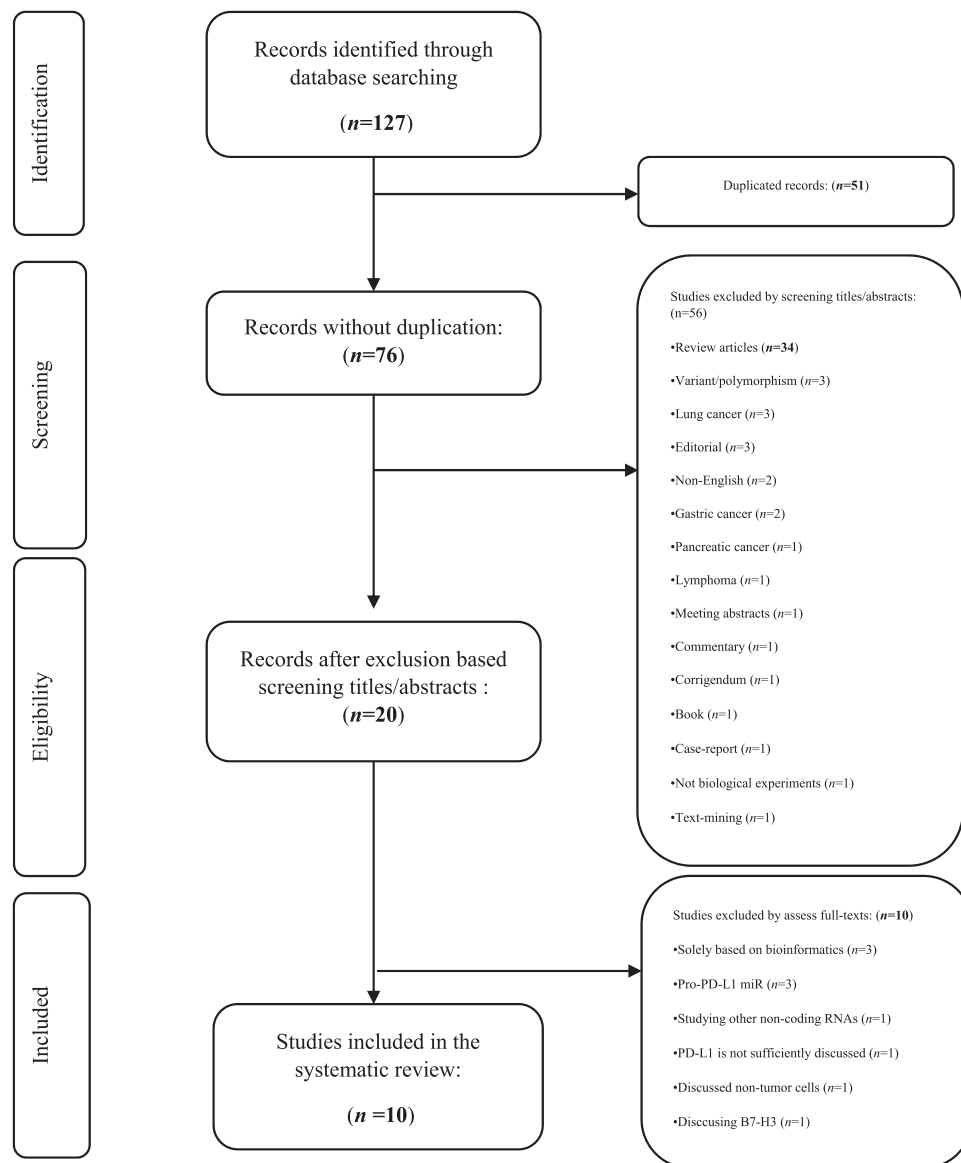 Identification
Records identified through
database searching
(n=127)
Duplicated records: (n=51)
Screening
Records without duplication:
(n=76)
Studies excluded by screening titles/abstracts:
(n=56)
•Review articles (n=34)
•Variant/polymorphism (n=3)
•Lung cancer (n=3)
•Editorial (n=3)
•Non-English (n=2)
•Gastric cancer (n=2)
•Pancreatic cancer (n=1)
•Lymphoma (n=1)
•Meeting abstracts (n=1)
•Commentary (n=1)
•Corrigendum (n=1)
•Book (n=1)
•Case-report (n=1)
•Not biological experiments (n=1)
•Text-mining (n=1)
Eligibility
Records after exclusion based
screening titles/abstracts :
(n=20)
Included
Studies excluded by assess full-texts: (n=10)
•Solely based on bioinformatics (n=3)
•Pro-PD-L1 miR (n=3)
•Studying other non-coding RNAs (n=1)
•PD-L1 is not sufficiently discussed (n=1)
•Discussed non-tumor cells (n=1)
•Disccusing B7-H3 (n=1)
Studies included in the
systematic review:
(n =10)